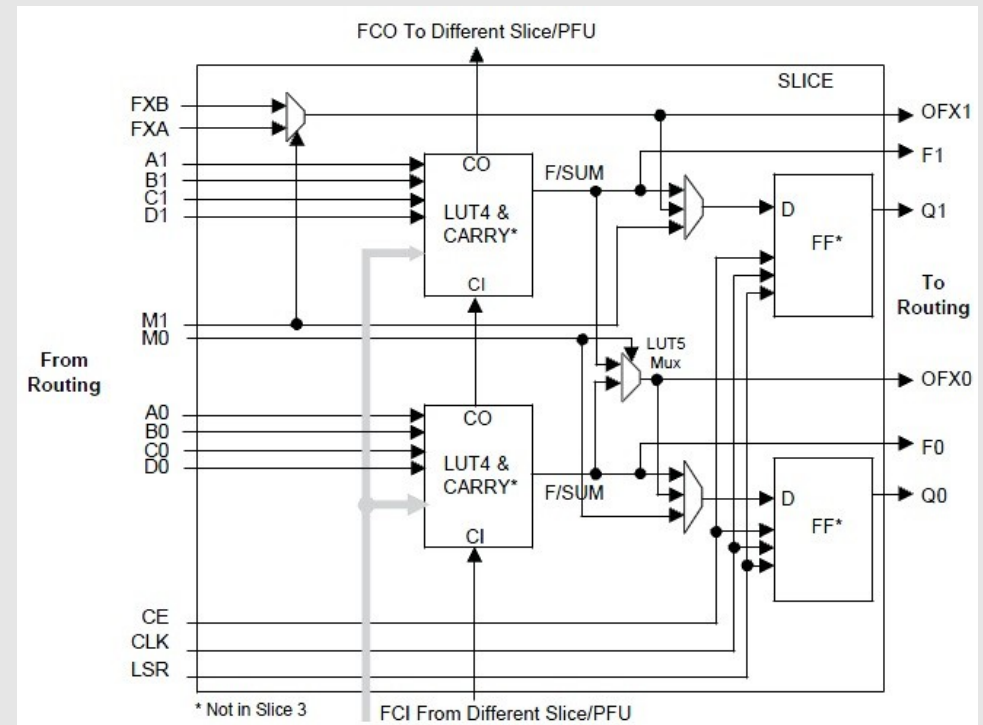 FCO To Different Slice/PFU
SLICE
FXB
FXA
OFX1
F1
A1
B1
C1
D1
CO
F/SUM
LUT4 &
CARRY*
D
FF*
Q1
CI
To
Routing
M1
M0
LUT5
Mux
From
Routing
OFX0
A0
B0
C0
D0
CO
F0
LUT4 &
CARRY*
F/SUM
D
FF*
Q0
CI
CE
CLK
LSR
* Not in Slice 3
FCI From Different Slice/PFU